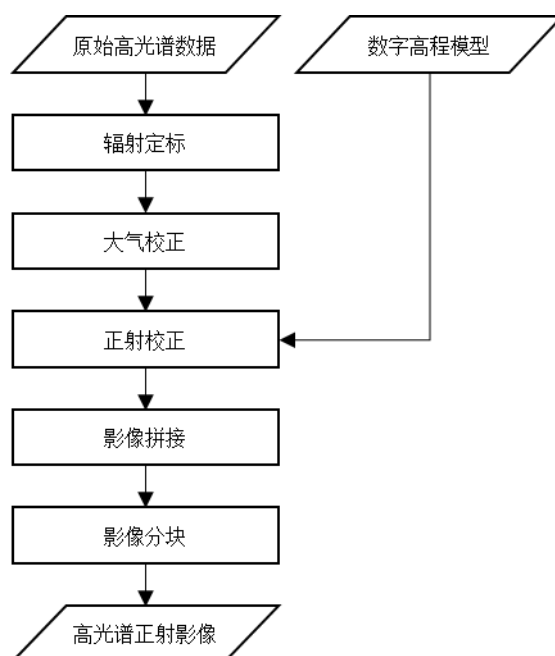 原始高光谱数据
数字高程模型
辐射定标
大气校正
正射校正
影像拼接
影像分块
高光谱正射影像